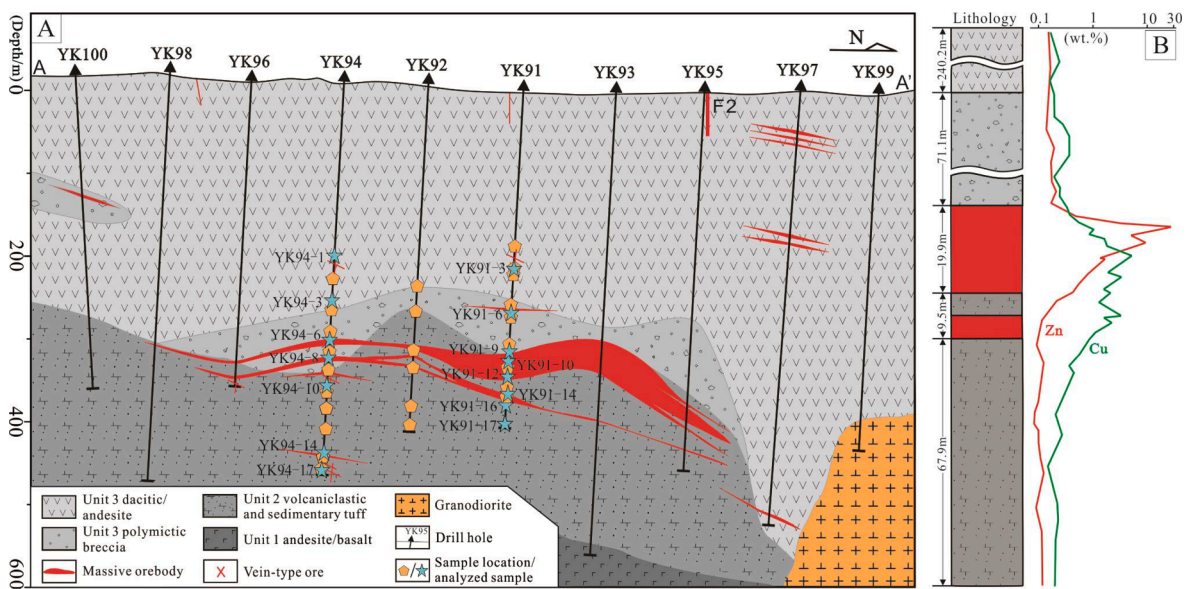 A
N
YK100
YK98
YK96
YK94
YK92
YK91
YK93
YK95
YK97
YK99
A
A'
F2
(Depth/m)
0
200
400
600
YK94-1
YK94-3
YK94-6
YK94-8
YK94-10
YK94-14
YK94-17
YK91-3
YK91-6
YK91-9
YK91-10
YK91-12
YK91-14
YK91-16
YK91-17
Unit 3 dacitic/
andesite
Unit 3 polymictic
breccia
Massive orebody
Unit 2 volcaniclastic
and sedimentary tuff
Unit 1 andesite/basalt
X Vein-type ore
Granodiorite
YK95
Drill hole
Sample location/
analyzed sample
Lithology
0.1 1 10 30
(wt.%)
B
240.2m
71.1m
19.9m
9.5m
67.9m
Zn
Cu